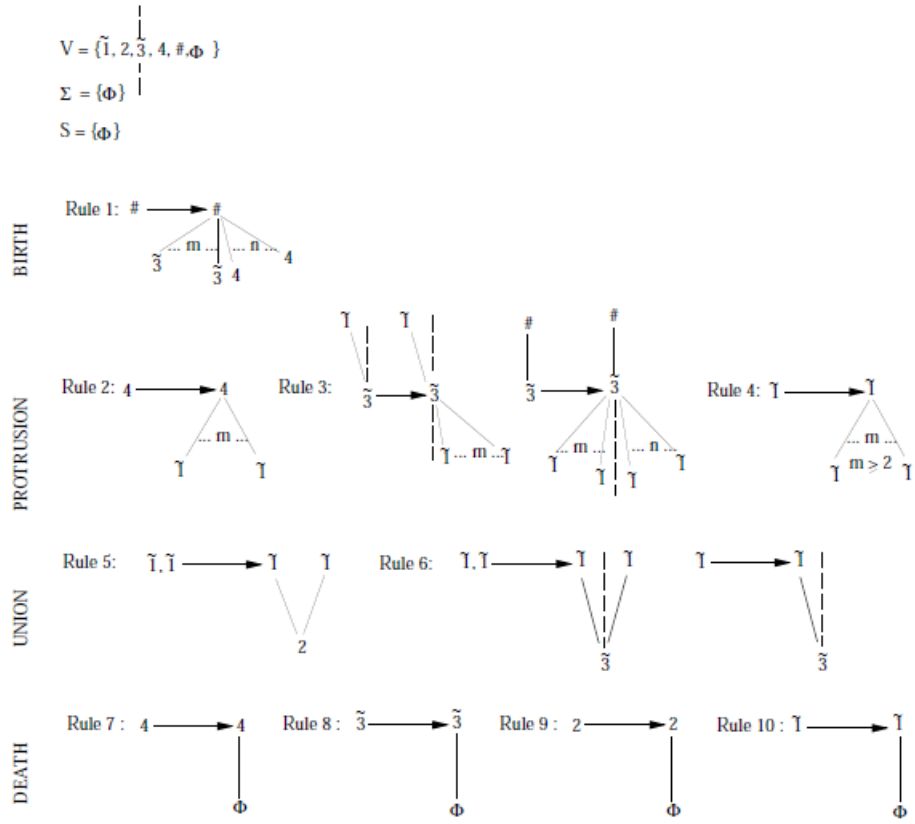 V = {1̃, 2, 3̃, 4, #, Φ }
Σ = {Φ}
S = {Φ}
BIRTH
Rule 1: # #
... m ... ... n ...
3̃ 3̃ 4 4
PROTRUSION
1̃ 1̃ # #
Rule 2: 4 4 Rule 3: 3̃ 3̃ 3̃ 3̃ Rule 4: 1̃ 1̃
... m ... ... m ... ... n ... ... m ...
1̃ 1̃ 1̃ ... m ... 1̃ 1̃ 1̃ 1̃ 1̃ 1̃ m ≥ 2 1̃
UNION
Rule 5: 1̃, 1̃ 1̃ 1̃ Rule 6: 1̃, 1̃ 1̃ 1̃ 1̃ 1̃
2 3̃ 3̃
DEATH
Rule 7 : 4 4 Rule 8 : 3̃ 3̃ Rule 9 : 2 2 Rule 10 : 1̃ 1̃
Φ Φ Φ Φ